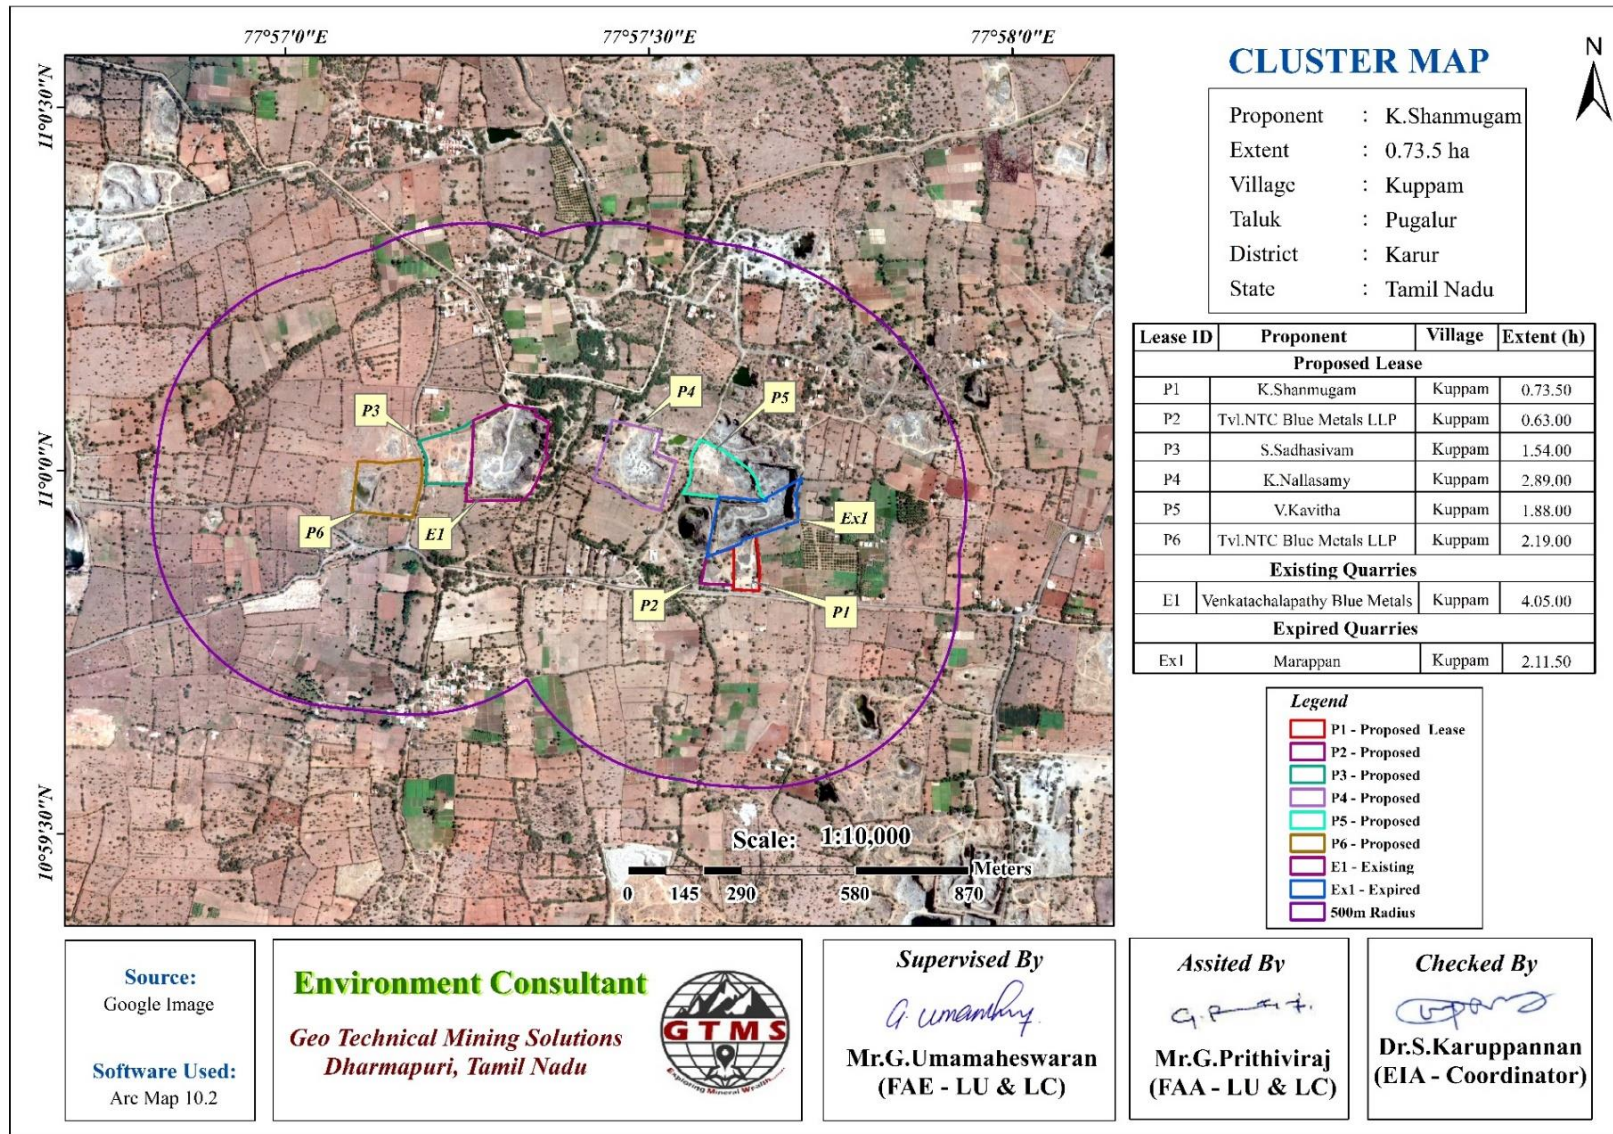 77°57'0"E 77°57'30"E 77°58'0"E
11°0'30"N
11°0'0"N
10°59'30"N
P3
P4
P5
P6
E1
Ex1
P2
P1
Scale: 1:10,000
Meters
0 145 290 580 870
CLUSTER MAP
N
Proponent : K.Shanmugam
Extent : 0.73.5 ha
Village : Kuppam
Taluk : Pugalur
District : Karur
State : Tamil Nadu
Lease ID Proponent Village Extent (h)
Proposed Lease
P1 K.Shanmugam Kuppam 0.73.50
P2 Tvl.NTC Blue Metals LLP Kuppam 0.63.00
P3 S.Sadhasivam Kuppam 1.54.00
P4 K.Nallasamy Kuppam 2.89.00
P5 V.Kavitha Kuppam 1.88.00
P6 Tvl.NTC Blue Metals LLP Kuppam 2.19.00
Existing Quarries
E1 Venkatachalapathy Blue Metals Kuppam 4.05.00
Expired Quarries
Ex1 Marappan Kuppam 2.11.50
Legend
P1 - Proposed Lease
P2 - Proposed
P3 - Proposed
P4 - Proposed
P5 - Proposed
P6 - Proposed
E1 - Existing
Ex1 - Expired
500m Radius
Source:
Google Image
Software Used:
Arc Map 10.2
Environment Consultant
Geo Technical Mining Solutions
Dharmapuri, Tamil Nadu
GTMS
Exploring Mineral Wealth......
Supervised By
Mr.G.Umamaheswaran
(FAE - LU & LC)
Assited By
Mr.G.Prithiviraj
(FAA - LU & LC)
Checked By
Dr.S.Karuppannan
(EIA - Coordinator)